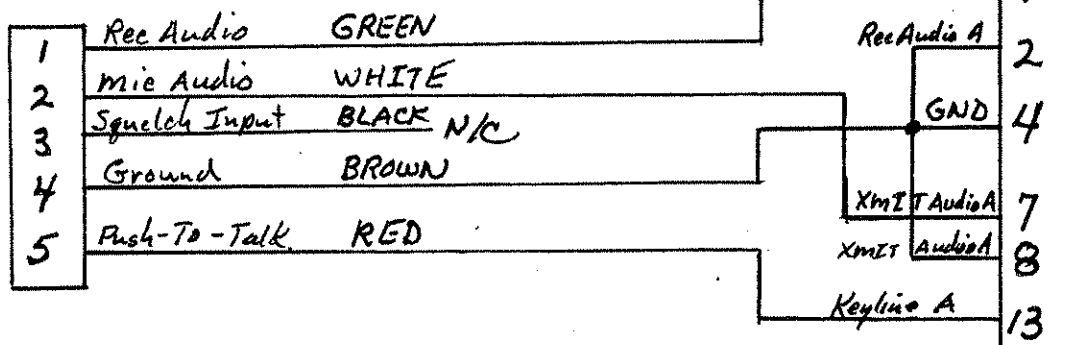 1 Rec Audio GREEN
Rec Audio A 2
2 Mic Audio WHITE
3 Squelch Input BLACK N/C
GND 4
4 Ground BROWN
XmIT Audio A 7
5 Push-To-Talk RED
XmIT Audio A 8
Keyline A 13